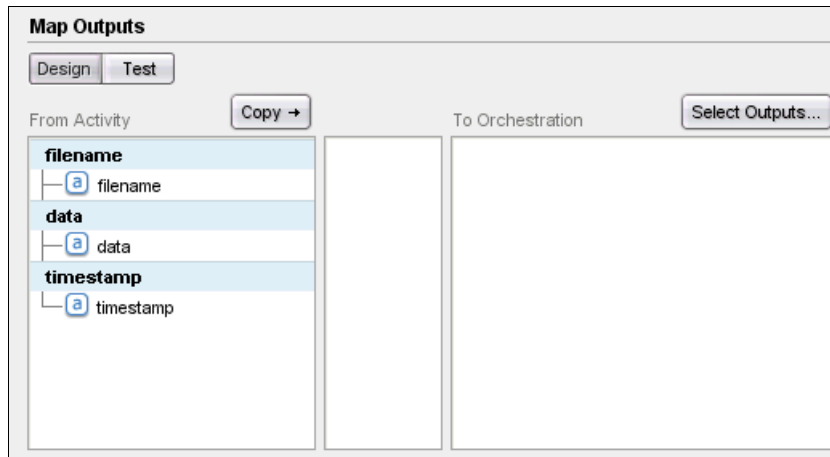 Map Outputs
Design Test
From Activity Copy → To Orchestration Select Outputs...
filename
a filename
data
a data
timestamp
a timestamp